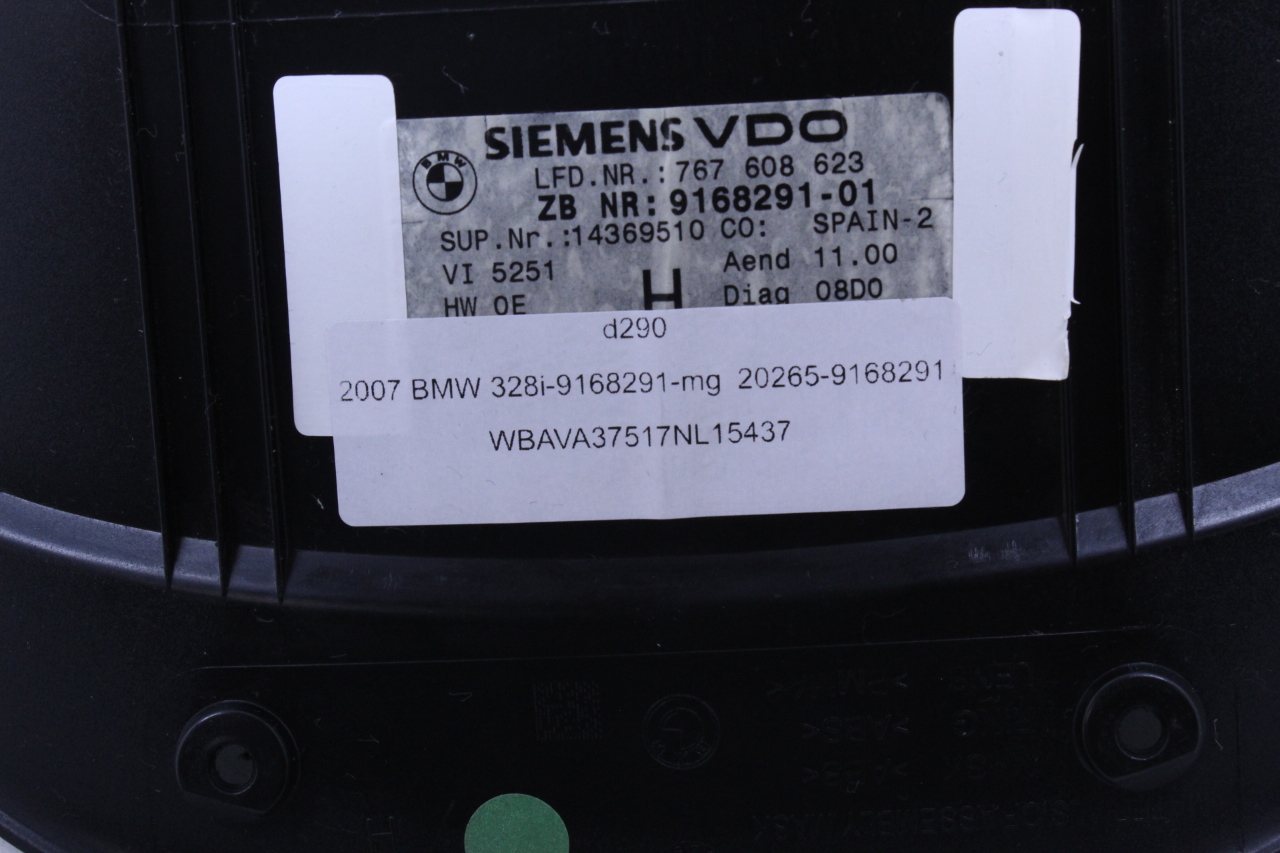 SIEMENS VDO
BMW
LFD.NR.: 767 608 623
ZB NR: 9168291-01
SUP.Nr.:14369510 CO: SPAIN-2
VI 5251 Aend 11.00
HW 0E H Diag 08D0
d290
2007 BMW 328i-9168291-mg 20265-9168291
WBAVA37517NL15437